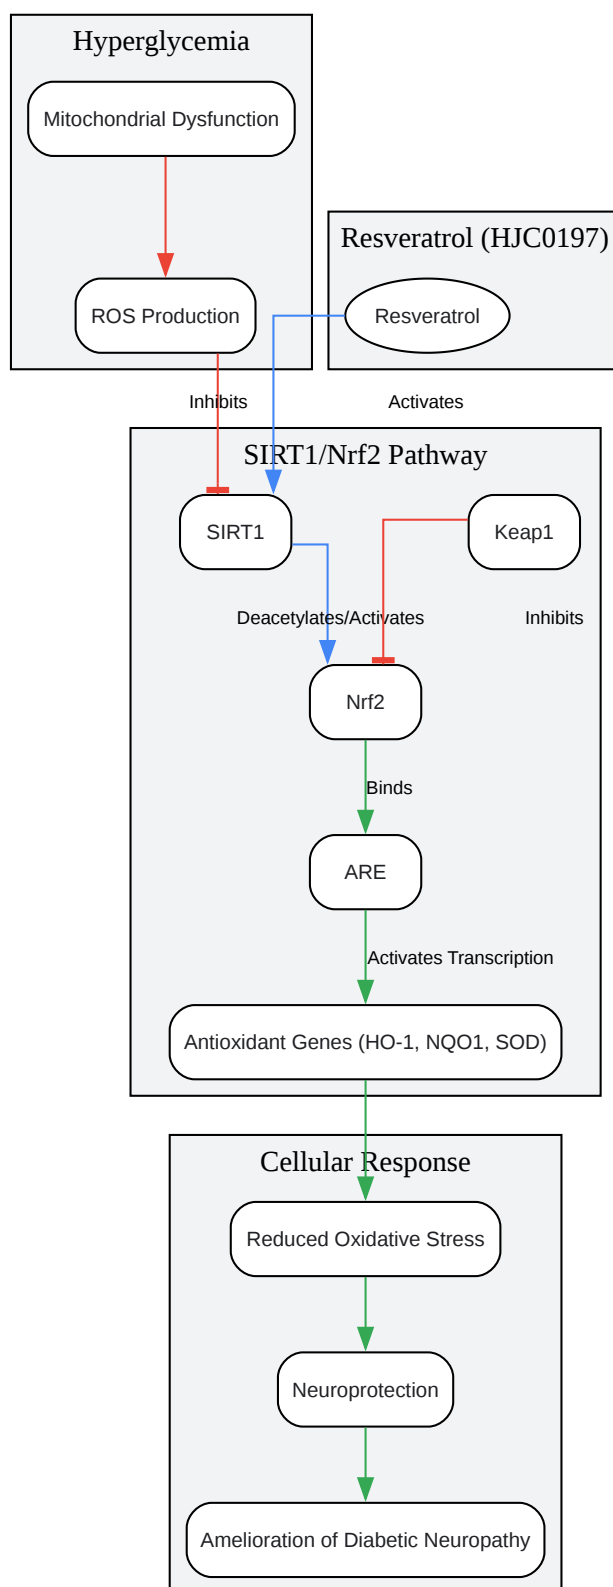 Hyperglycemia
Mitochondrial Dysfunction
Resveratrol (HJC0197)
ROS Production
Resveratrol
Inhibits
Activates
SIRT1/Nrf2 Pathway
SIRT1
Keap1
Deacetylates/Activates
Inhibits
Nrf2
Binds
ARE
Activates Transcription
Antioxidant Genes (HO-1, NQO1, SOD)
Cellular Response
Reduced Oxidative Stress
Neuroprotection
Amelioration of Diabetic Neuropathy